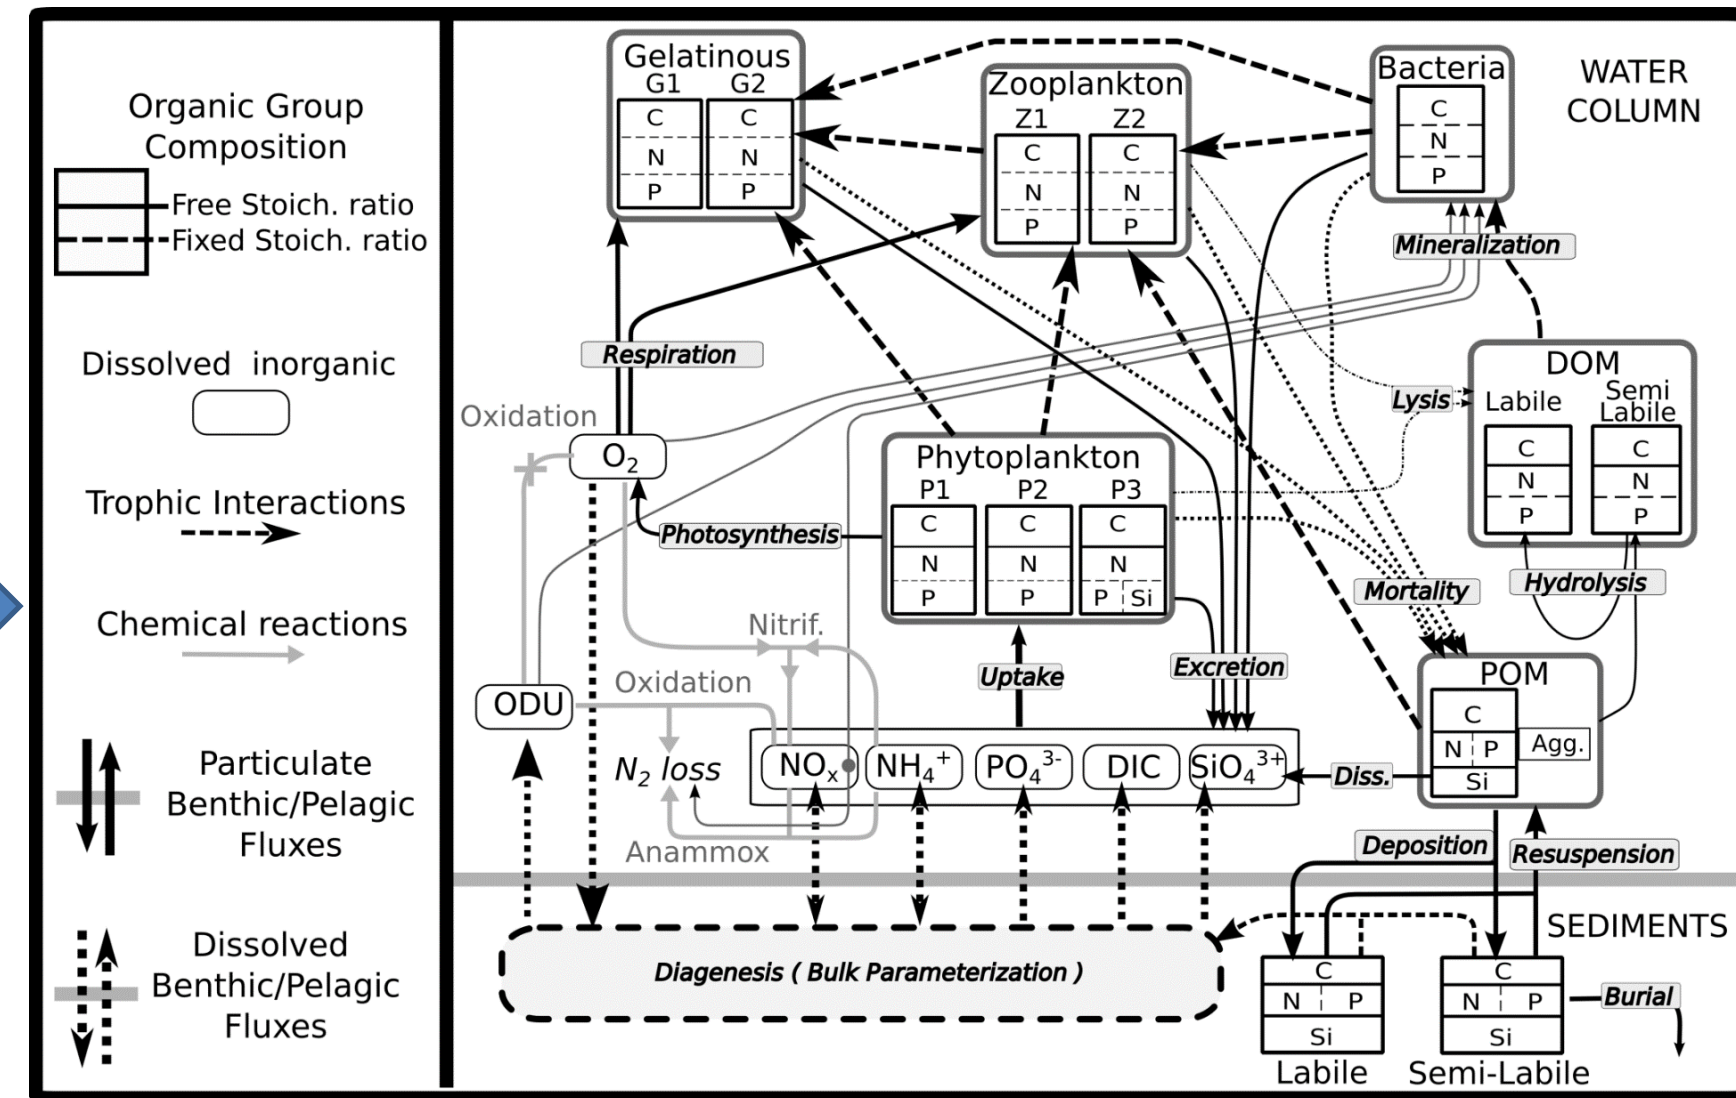 Organic Group
Composition
Free Stoich. ratio
Fixed Stoich. ratio
Dissolved inorganic
Trophic Interactions
Chemical reactions
Particulate
Benthic/Pelagic
Fluxes
Dissolved
Benthic/Pelagic
Fluxes
WATER
COLUMN
Gelatinous
G1 G2
C C
N N
P P
Zooplankton
Z1 Z2
C C
N N
P P
Bacteria
C
N
P
Mineralization
Respiration
DOM
Labile
Semi
Labile
C C
N N
P P
Lysis
Hydrolysis
Oxidation
O₂
Photosynthesis
Phytoplankton
P1 P2 P3
C C C
N N N
P P P Si
Mortality
Nitrif.
Uptake
Excretion
Oxidation
ODU
N₂ loss
NOₓ NH₄⁺ PO₄³⁻ DIC SiO₄³⁺
Diss.
POM
C
N P
Si
Agg.
Anammox
Deposition
Resuspension
SEDIMENTS
Diagenesis ( Bulk Parameterization )
C C
N P N P
Si Si
Burial
Labile Semi-Labile